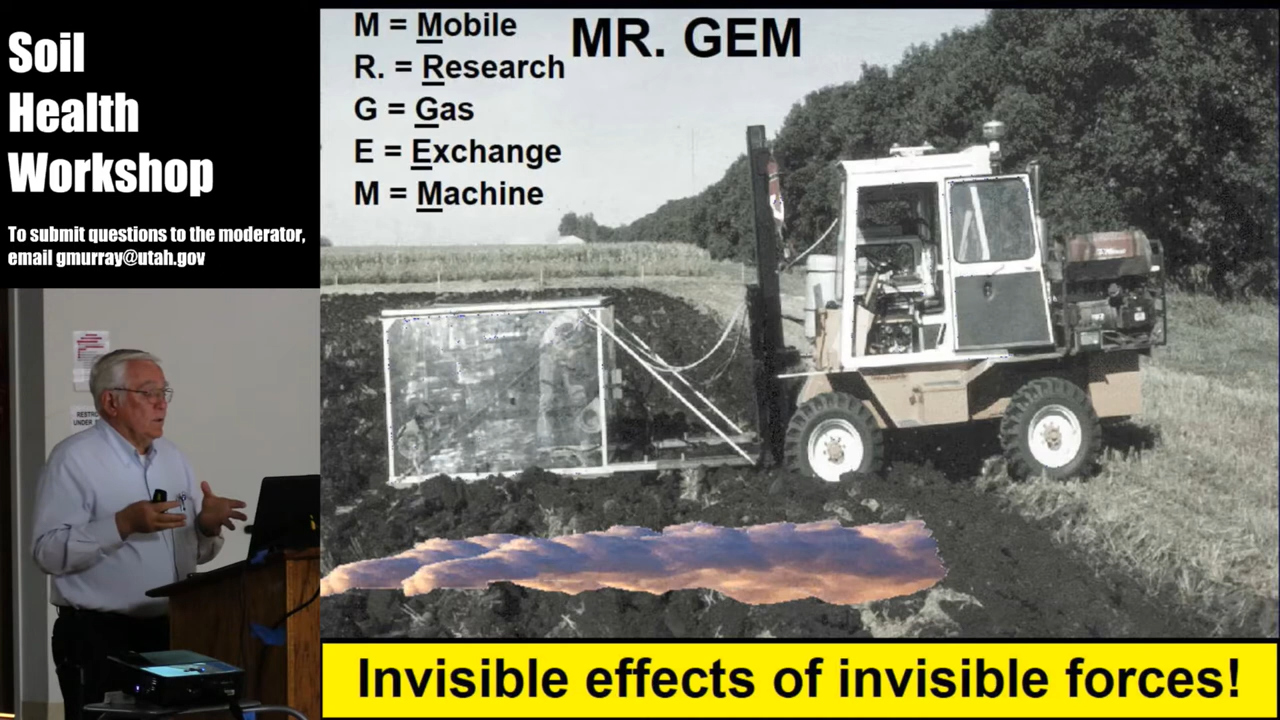 Soil
Health
Workshop
To submit questions to the moderator,
email gmurray@utah.gov
M = Mobile
R. = Research
G = Gas
E = Exchange
M = Machine
MR. GEM
Invisible effects of invisible forces!